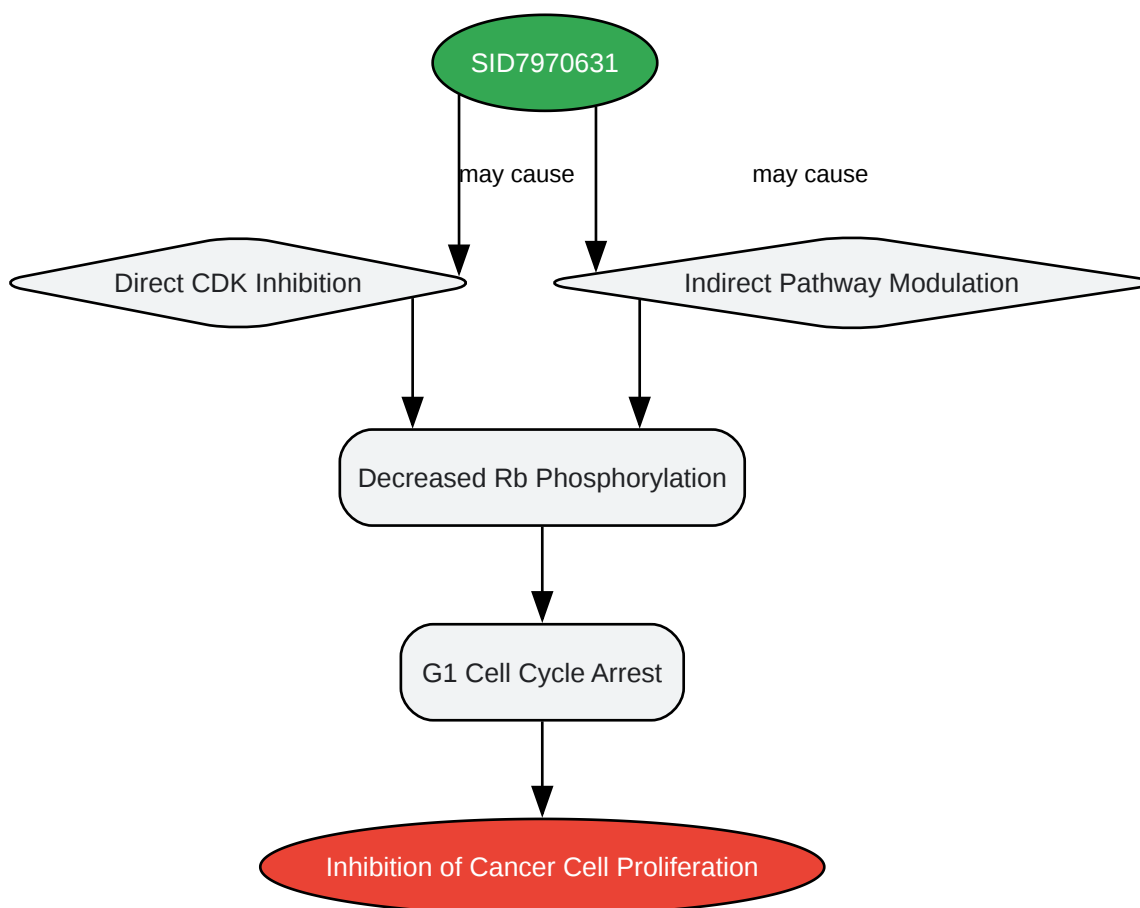 SID7970631
may cause
may cause
Direct CDK Inhibition
Indirect Pathway Modulation
Decreased Rb Phosphorylation
G1 Cell Cycle Arrest
Inhibition of Cancer Cell Proliferation